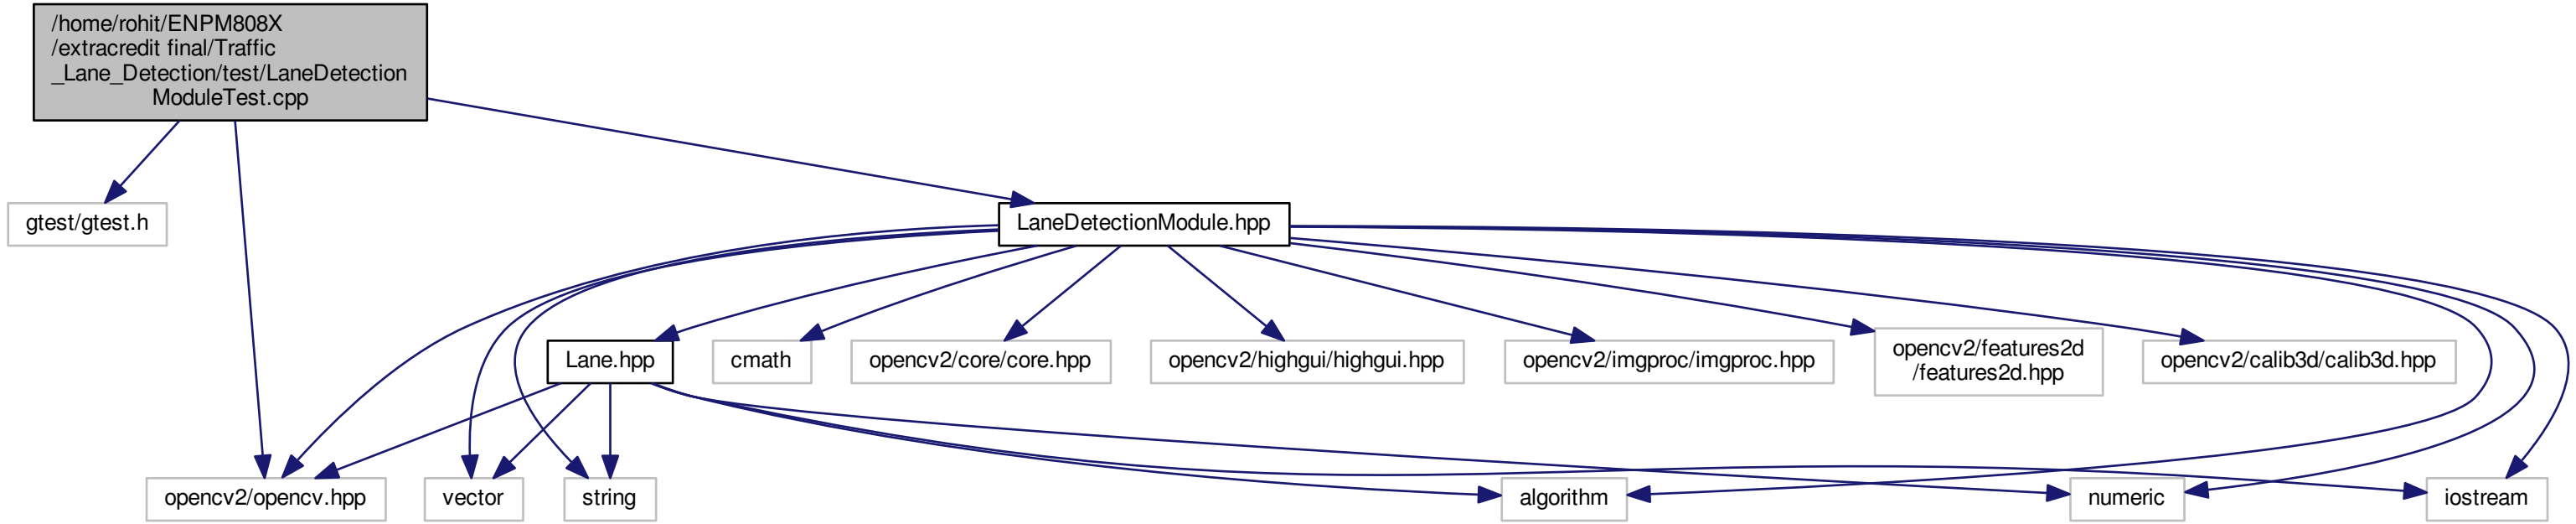 /home/rohit/ENPM808X
/extracredit final/Traffic
_Lane_Detection/test/LaneDetection
ModuleTest.cpp
gtest/gtest.h
LaneDetectionModule.hpp
Lane.hpp
cmath
opencv2/core/core.hpp
opencv2/highgui/highgui.hpp
opencv2/imgproc/imgproc.hpp
opencv2/features2d
/features2d.hpp
opencv2/calib3d/calib3d.hpp
opencv2/opencv.hpp
vector
string
algorithm
numeric
iostream